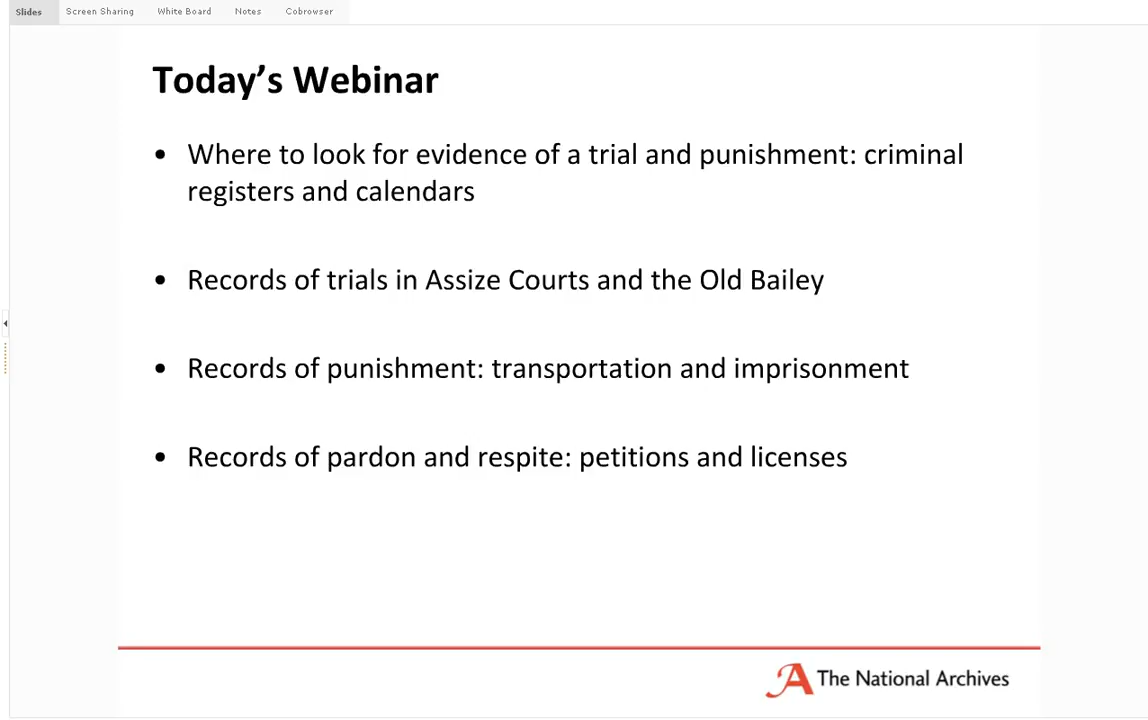 Slides Screen Sharing White Board Notes Cobrowser
Today's Webinar
• Where to look for evidence of a trial and punishment: criminal
registers and calendars
• Records of trials in Assize Courts and the Old Bailey
• Records of punishment: transportation and imprisonment
• Records of pardon and respite: petitions and licenses
A The National Archives